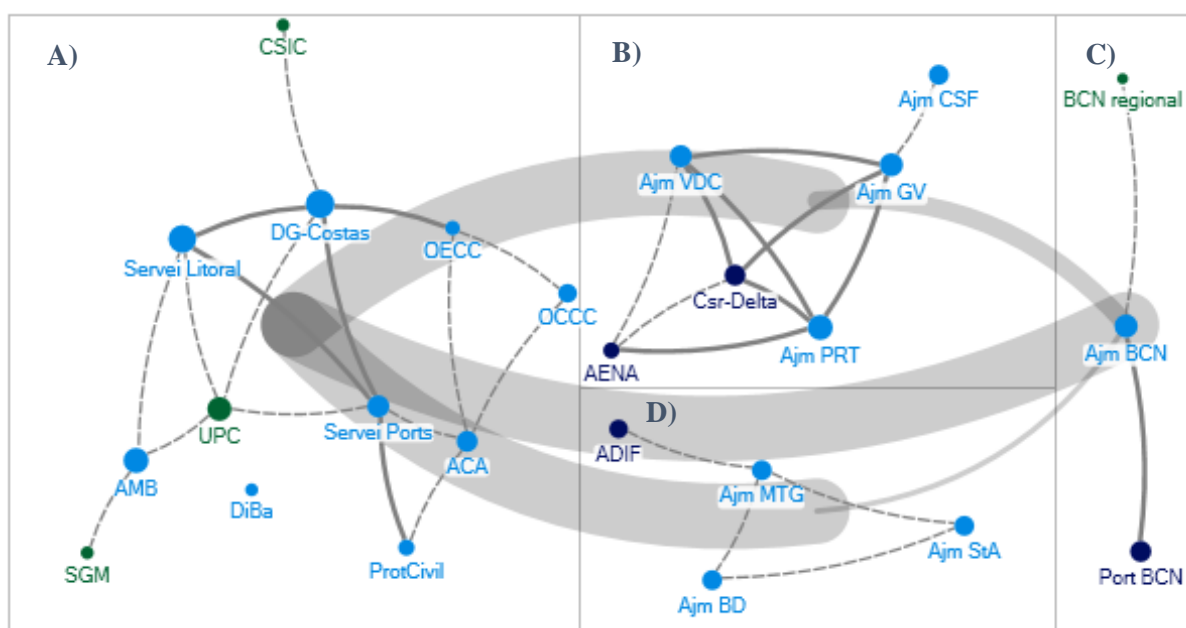 A)
CSIC
DG-Costas
OECC
Servei Litoral
OCCC
UPC
Servei Ports
ACA
AMB
DiBa
SGM
ProtCivil
B)
Ajm CSF
Ajm VDC
Ajm GV
Csr-Delta
Ajm PRT
AENA
C)
BCN regional
Ajm BCN
Port BCN
D)
ADIF
Ajm MTG
Ajm StA
Ajm BD